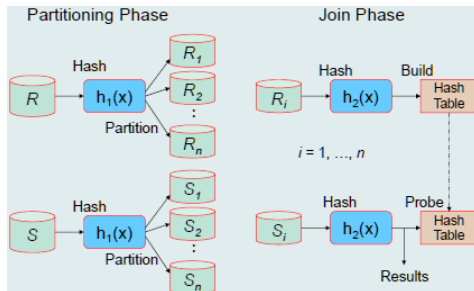 Partitioning Phase
Hash
R
h₁(x)
Partition
R₁
R₂
⋮
Rₙ
Hash
S
h₁(x)
Partition
S₁
S₂
⋮
Sₙ
Join Phase
Hash
Build
Rᵢ
h₂(x)
Hash
Table
i = 1, ..., n
Hash
Probe
Sᵢ
h₂(x)
Hash
Table
Results